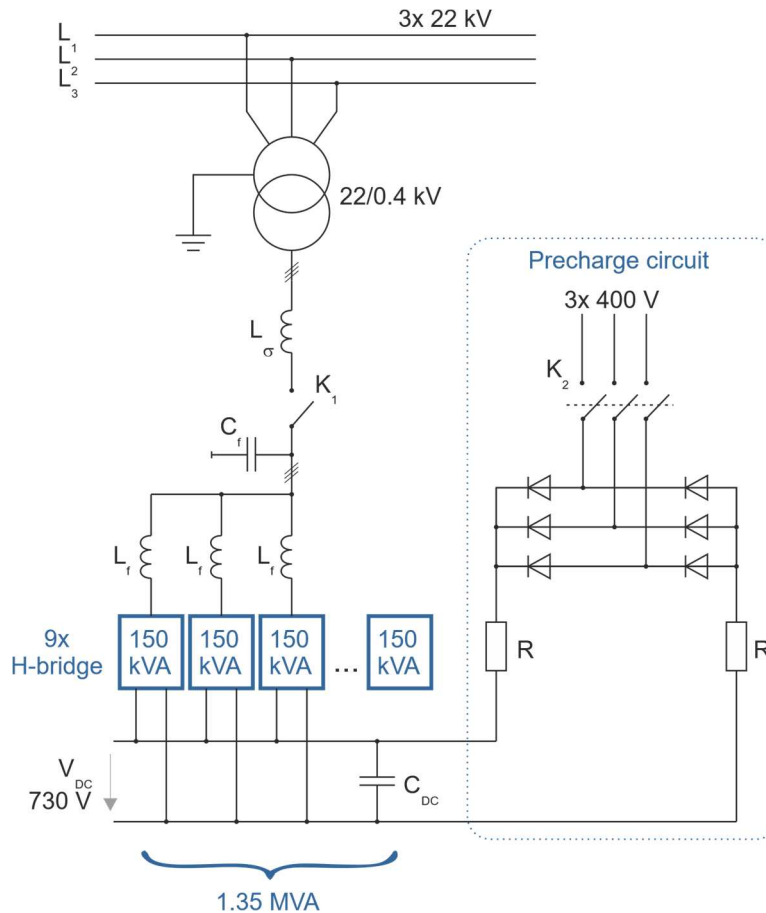 3x 22 kV
L1
L2
L3
22/0.4 kV
Precharge circuit
3x 400 V
Lσ
K1
K2
Cf
Lf
Lf
Lf
9x
H-bridge
150
kVA
150
kVA
150
kVA
...
150
kVA
R
R
VDC
730 V
CDC
1.35 MVA